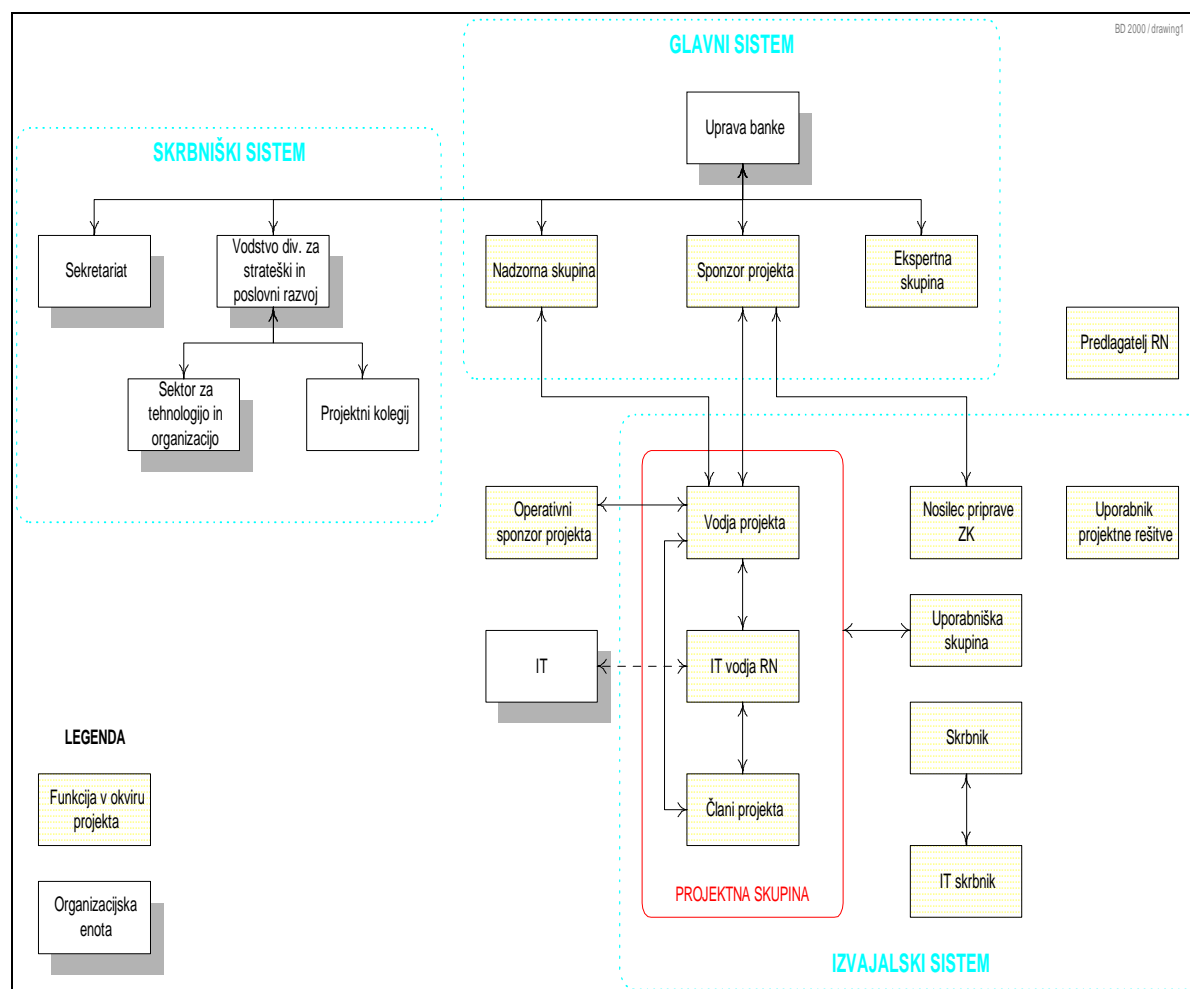 BD 2000 / drawing1
GLAVNI SISTEM
Uprava banke
SKRBNIŠKI SISTEM
Sekretariat
Vodstvo div. za
strateški in
poslovni razvoj
Nadzorna skupina
Sponzor projekta
Ekspertna
skupina
Predlagatelj RN
Sektor za
tehnologijo in
organizacijo
Projektni kolegij
Operativni
sponzor projekta
Vodja projekta
Nosilec priprave
ZK
Uporabnik
projektne rešitve
Uporabniška
skupina
IT
IT vodja RN
Skrbnik
LEGENDA
Funkcija v okviru
projekta
Člani projekta
IT skrbnik
PROJEKTNA SKUPINA
Organizacijska
enota
IZVAJALSKI SISTEM